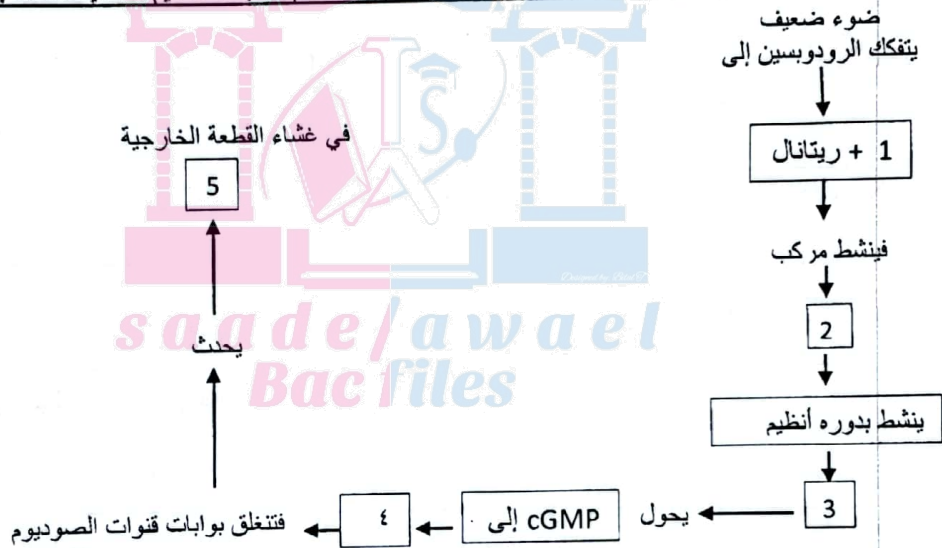 ضوء ضعيف
يتفكك الرودوبسين إلى
1 + ريتانال
فينشط مركب
2
ينشط بدوره أنظيم
3
يحول
cGMP إلى
٤
فتنغلق بوابات قنوات الصوديوم
يحدث
5
في غشاء القطعة الخارجية
saade/awael
Bac files